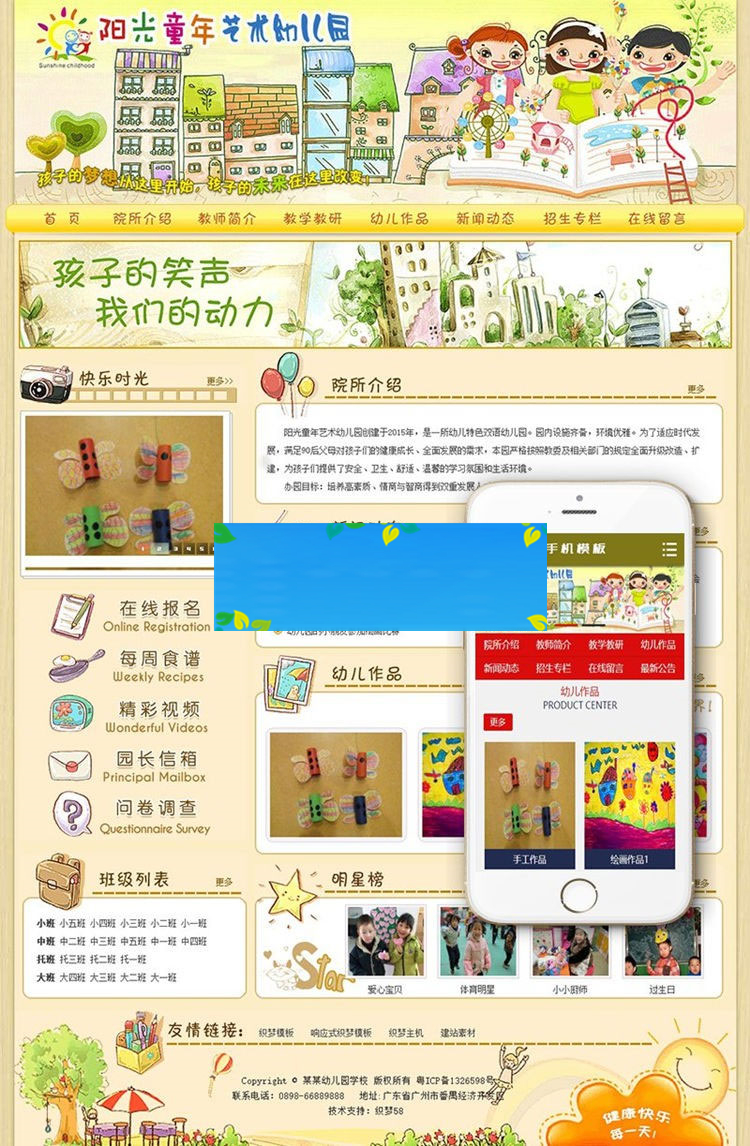 阳光童年艺术幼儿园
Sunshine childhood
孩子的梦想从这里开始，孩子的未来在这里改变！
首 页 院所介绍 教师简介 教学教研 幼儿作品 新闻动态 招生专栏 在线留言
孩子的笑声
我们的动力
快乐时光 更多>>
1 2 3 4 5
在线报名
Online Registration
每周食谱
Weekly Recipes
精彩视频
Wonderful Videos
园长信箱
Principal Mailbox
问卷调查
Questionnaire Survey
班级列表 更多
小班 小五班 小四班 小三班 小二班 小一班
中班 中二班 中三班 中五班 中一班 中四班
托班 托三班 托二班 托一班
大班 大四班 大三班 大二班 大一班
院所介绍 更多
阳光童年艺术幼儿园创建于2015年，是一所幼儿特色双语幼儿园。园内设施齐备，环境优雅。为了适应时代发
展，满足90后父母对孩子们的健康成长、全面发展的需求，本园严格按照教委及相关部门的规定全面升级改造、扩
建，为孩子们提供了安全、卫生、舒适、温馨的学习氛围和生活环境。
办园目标：培养高素质、情商与智商得到双重发展
幼儿作品
明星榜
Star
爱心宝贝 体育明星 小小厨师 过生日
手机模板
院所介绍 教师简介 教学教研 幼儿作品
新闻动态 招生专栏 在线留言 最新公告
幼儿作品
PRODUCT CENTER
更多
手工作品 绘画作品1
友情链接： 织梦模板 响应式织梦模板 织梦主机 建站素材
Copyright © 某某幼儿园学校 版权所有 粤ICP备1326598号
联系电话：0898-66889888 地址：广东省广州市番禺经济开发区
技术支持：织梦58
健康快乐
每一天！